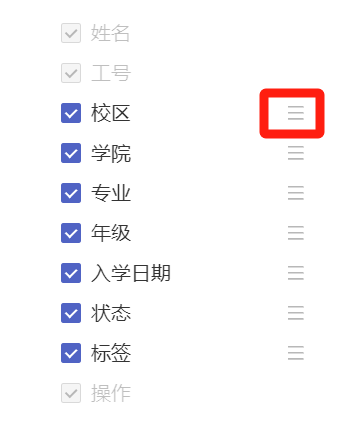 姓名
工号
校区
学院
专业
年级
入学日期
状态
标签
操作